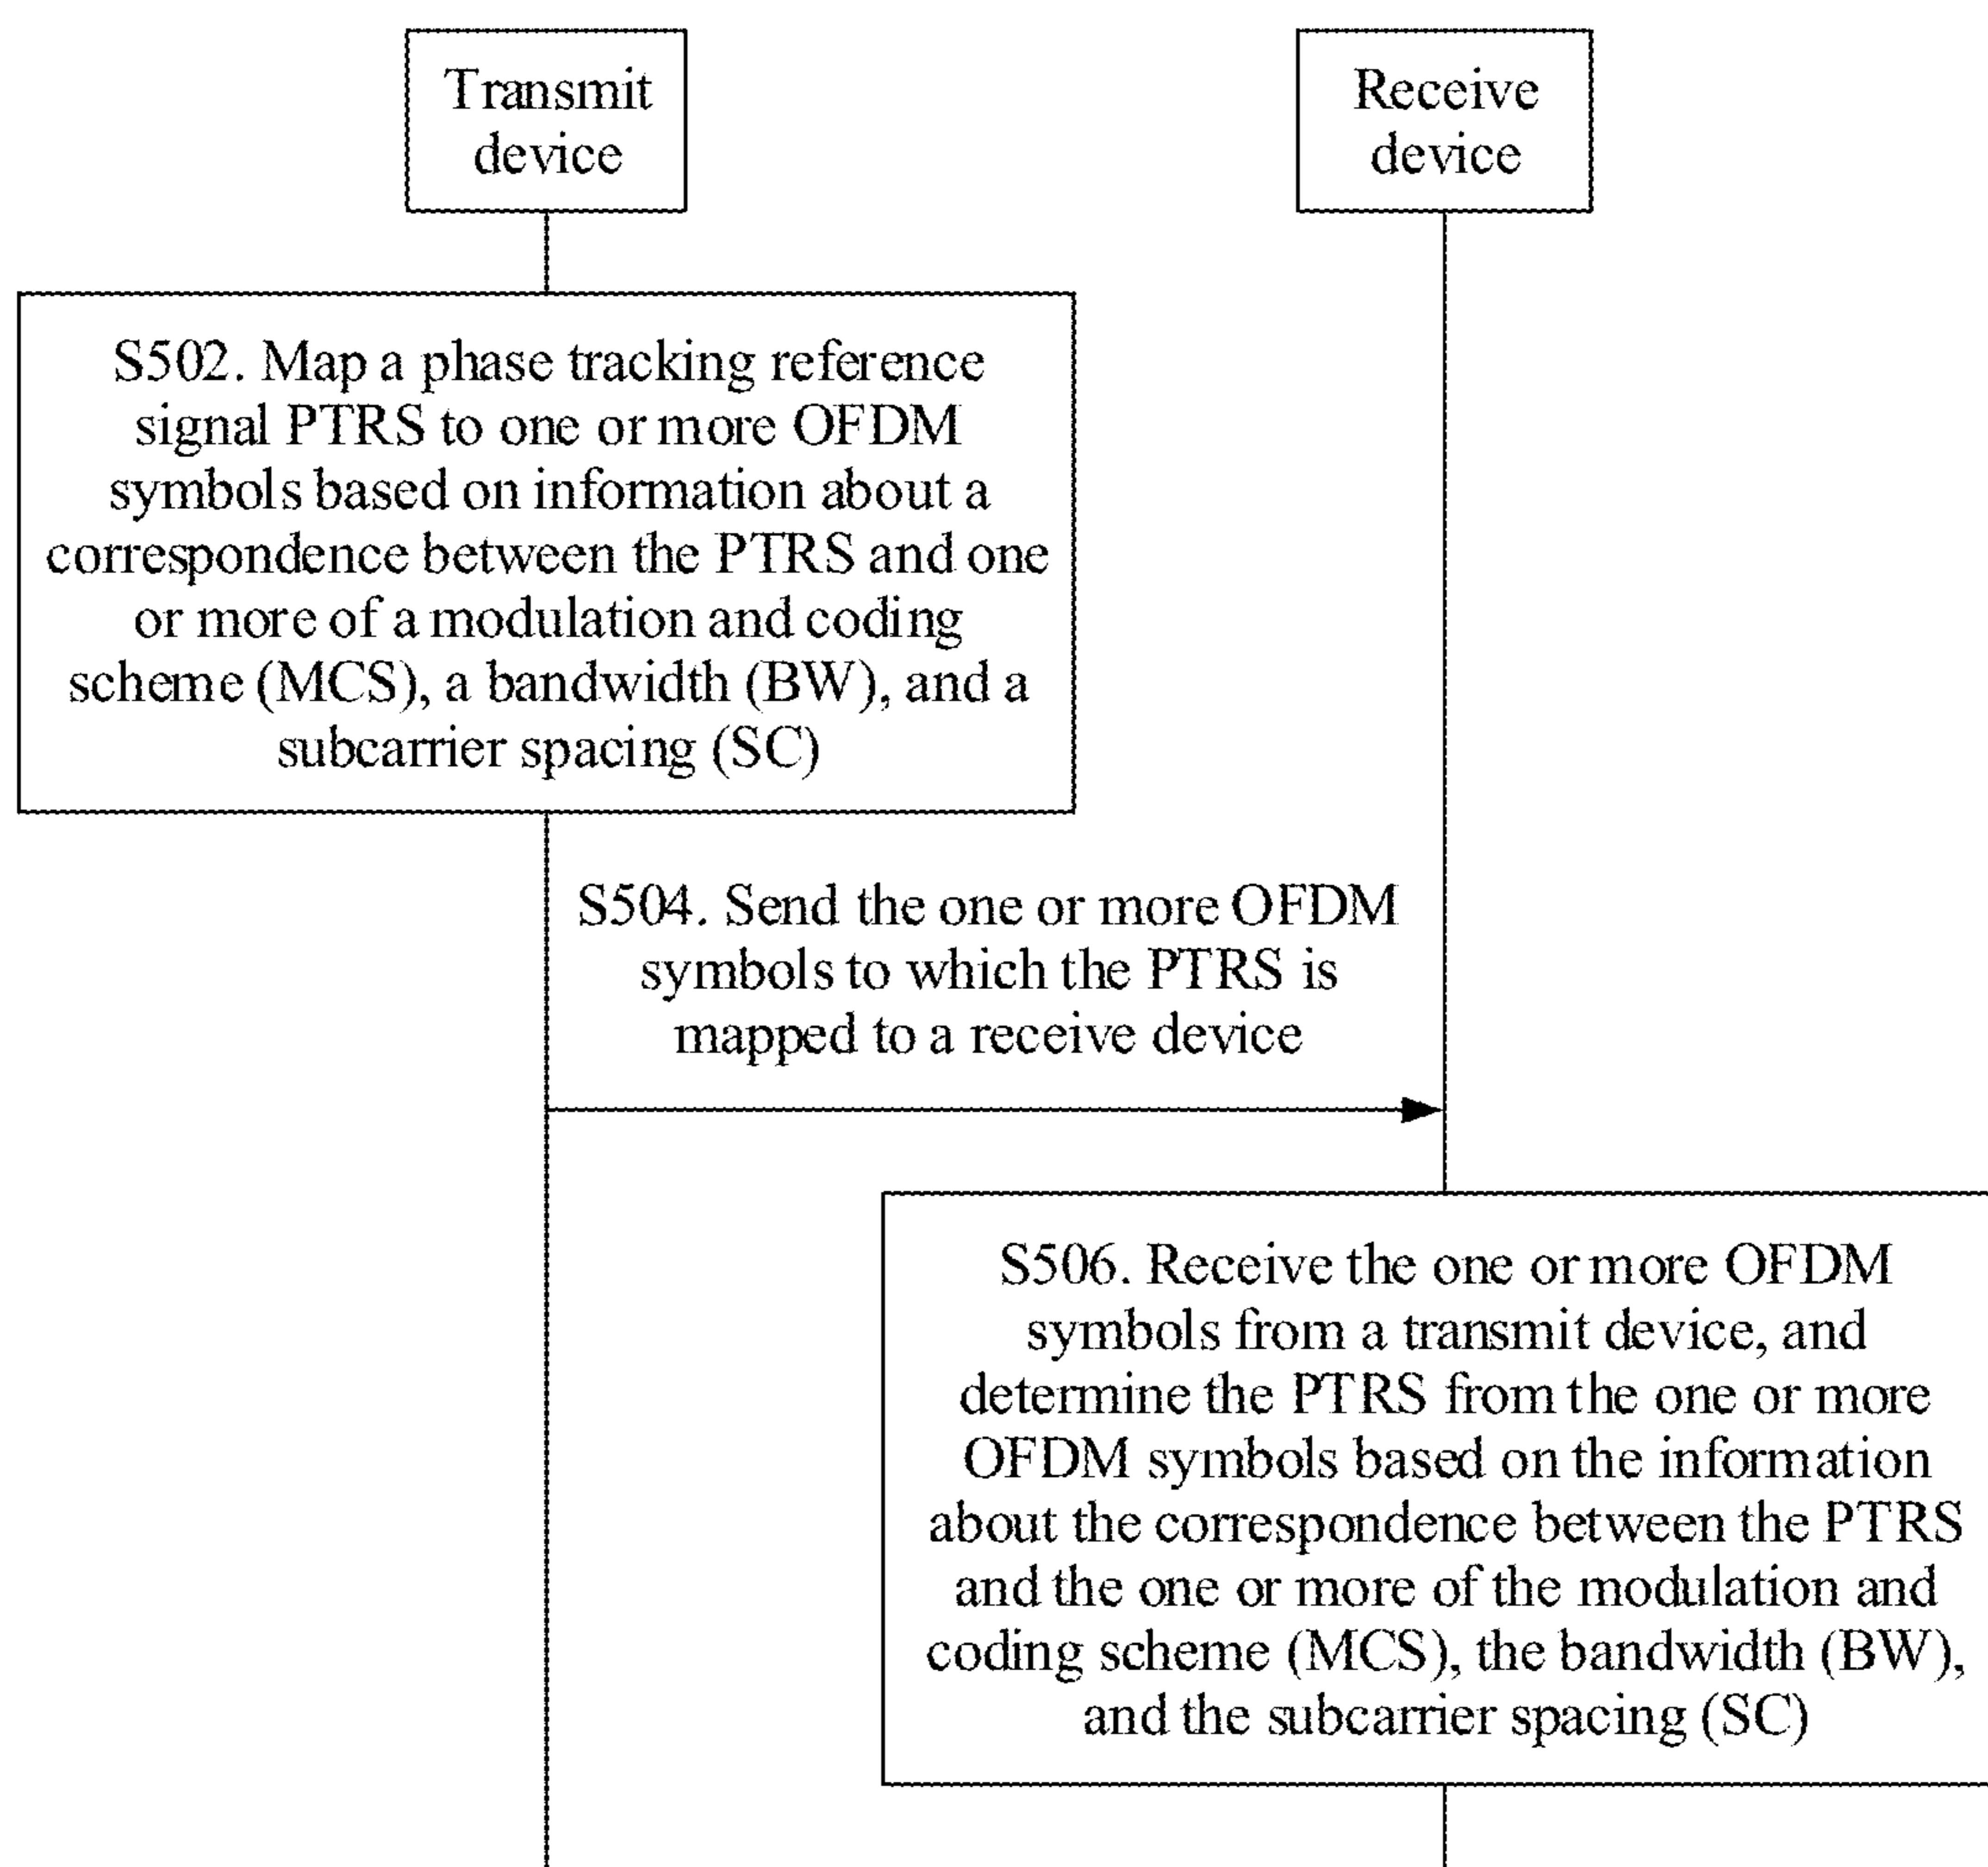 Transmit
device
Receive
device
S502. Map a phase tracking reference
signal PTRS to one or more OFDM
symbols based on information about a
correspondence between the PTRS and one
or more of a modulation and coding
scheme (MCS), a bandwidth (BW), and a
subcarrier spacing (SC)
S504. Send the one or more OFDM
symbols to which the PTRS is
mapped to a receive device
S506. Receive the one or more OFDM
symbols from a transmit device, and
determine the PTRS from the one or more
OFDM symbols based on the information
about the correspondence between the PTRS
and the one or more of the modulation and
coding scheme (MCS), the bandwidth (BW),
and the subcarrier spacing (SC)